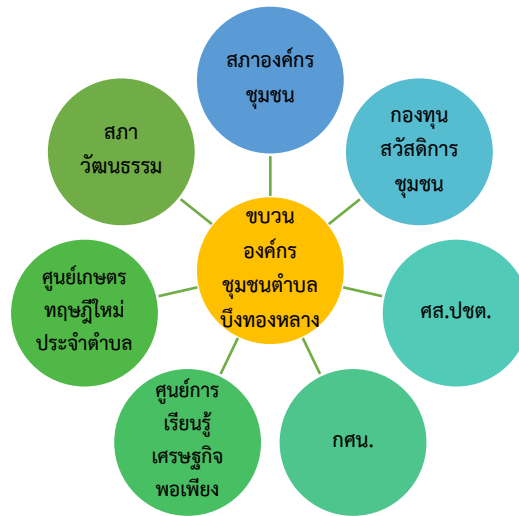 สภาองค์กร
ชุมชน
กองทุน
สวัสดิการ
ชุมชน
ศส.ปชต.
กศน.
ศูนย์การ
เรียนรู้
เศรษฐกิจ
พอเพียง
ศูนย์เกษตร
ทฤษฎีใหม่
ประจำตำบล
สภา
วัฒนธรรม
ขบวน
องค์กร
ชุมชนตำบล
บึงทองหลาง